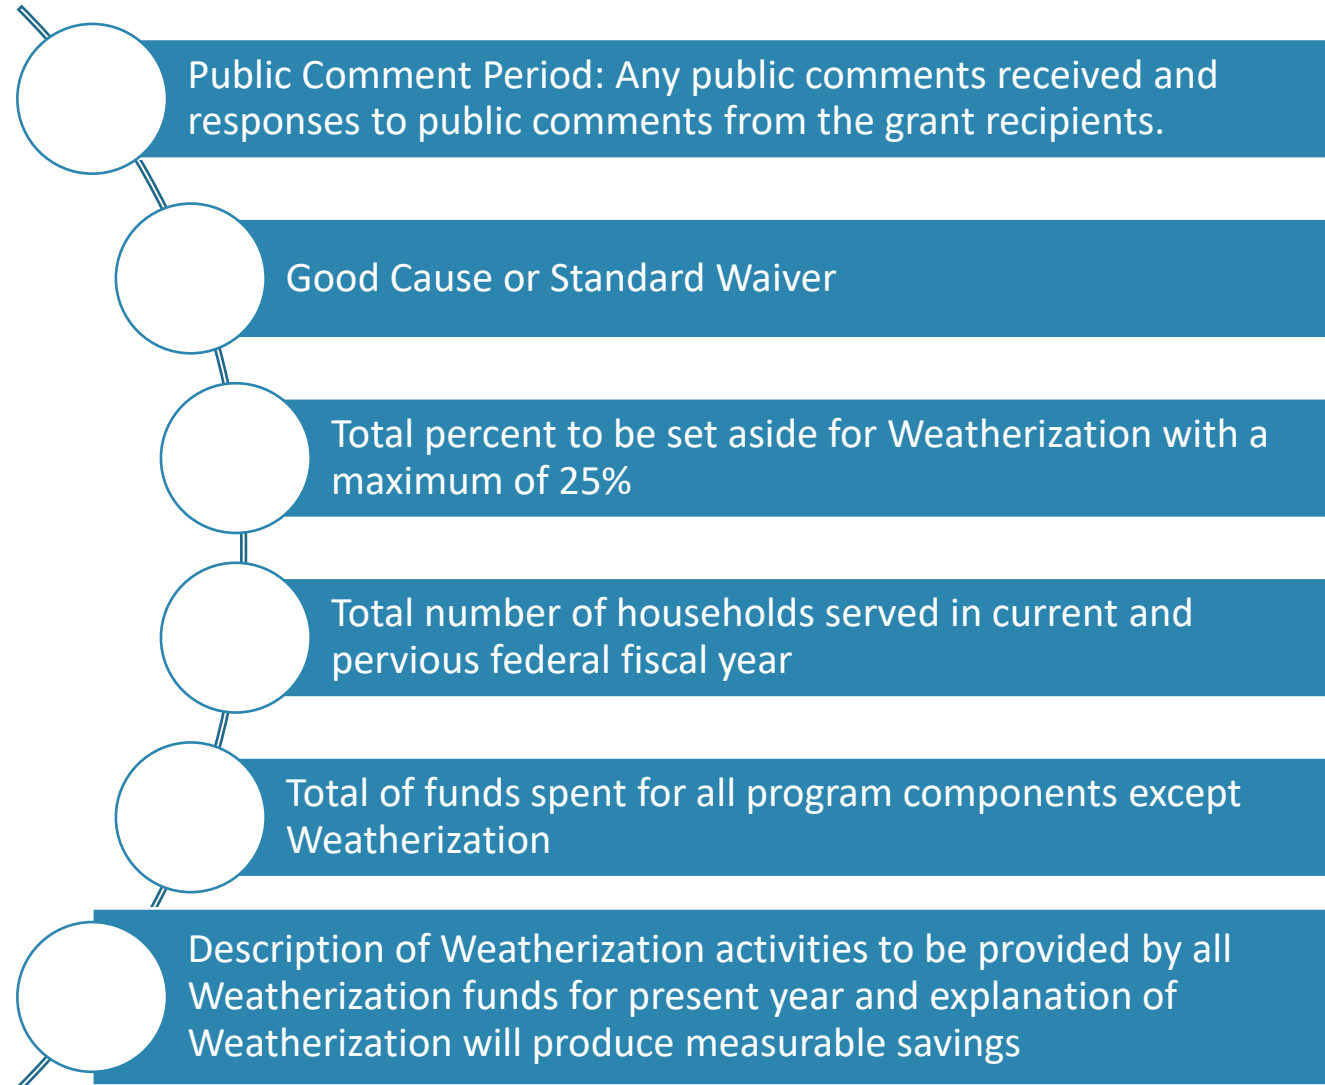 Public Comment Period: Any public comments received and
responses to public comments from the grant recipients.
Good Cause or Standard Waiver
Total percent to be set aside for Weatherization with a
maximum of 25%
Total number of households served in current and
pervious federal fiscal year
Total of funds spent for all program components except
Weatherization
Description of Weatherization activities to be provided by all
Weatherization funds for present year and explanation of
Weatherization will produce measurable savings